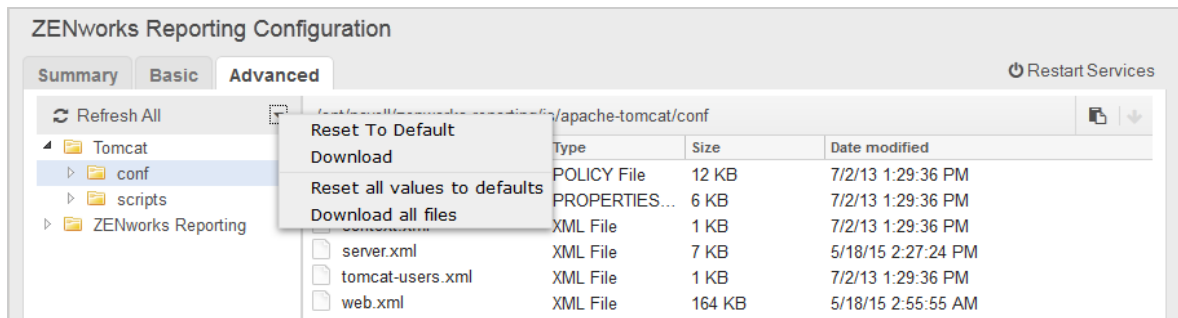 ZENworks Reporting Configuration
Summary Basic Advanced
Restart Services
Refresh All
/apache-tomcat/conf
Tomcat
conf
scripts
ZENworks Reporting
Reset To Default
Download
Reset all values to defaults
Download all files
Type Size Date modified
POLICY File 12 KB 7/2/13 1:29:36 PM
PROPERTIES... 6 KB 7/2/13 1:29:36 PM
XML File 1 KB 7/2/13 1:29:36 PM
server.xml XML File 7 KB 5/18/15 2:27:24 PM
tomcat-users.xml XML File 1 KB 7/2/13 1:29:36 PM
web.xml XML File 164 KB 5/18/15 2:55:55 AM